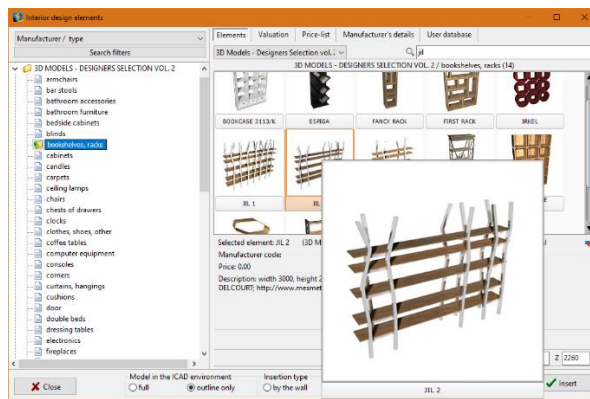 Interior design elements
Manufacturer / type
Search filters
3D MODELS - DESIGNERS SELECTION VOL. 2
armchairs
bar stools
bathroom accessories
bathroom furniture
bedside cabinets
blinds
bookshelves, racks
cabinets
candles
carpets
ceiling lamps
chairs
chests of drawers
clocks
clothes, shoes, other
coffee tables
computer equipment
consoles
corners
curtains, hangings
cushions
door
double beds
dressing tables
electronics
fireplaces
Close
Elements Valuation Price-list Manufacturer's details User database
3D Models - Designers Selection vol.
jil
3D MODELS - DESIGNERS SELECTION VOL. 2 / bookshelves, racks (14)
BOOKCASE 3113/K ESPIGA FANCY RACK FIRST RACK
JIL 1
Selected element: JIL 2 (3D M
Manufacturer code:
Price: 0.00
Description: width 3000, height 2
DELCOURT; http://www.mesmet
JIL 2
Z 2260
Model in the ICAD environment
full outline only
Insertion type
by the wall
Insert